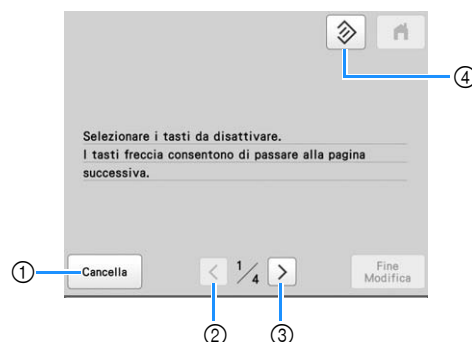 ④
Selezionare i tasti da disattivare.
I tasti freccia consentono di passare alla pagina
successiva.
① Cancella < 1/4 > Fine
Modifica
② ③